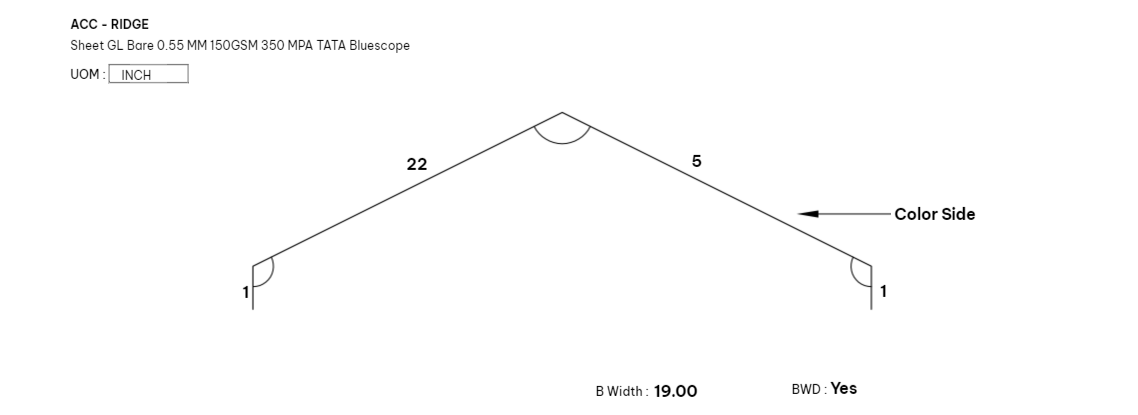 ACC - RIDGE
Sheet GL Bare 0.55 MM 150GSM 350 MPA TATA Bluescope
UOM : INCH
22
5
Color Side
1
1
B Width : 19.00
BWD : Yes